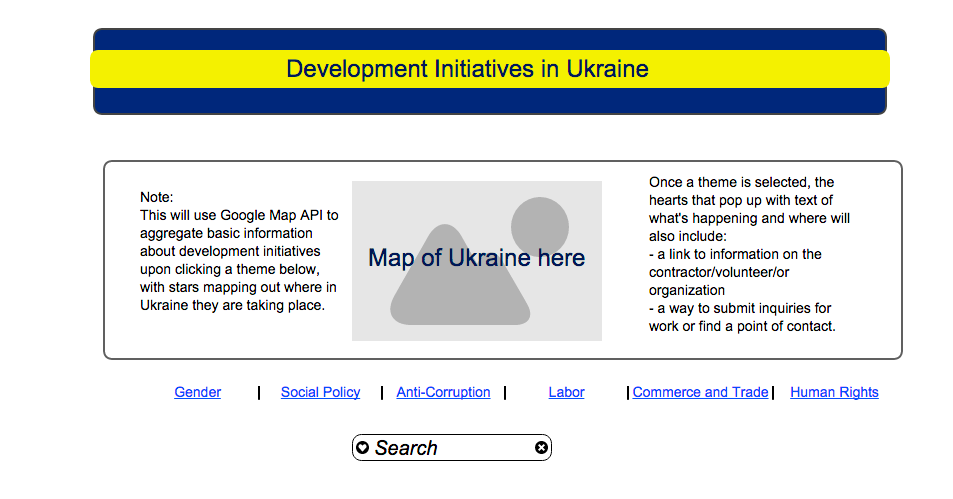 Development Initiatives in Ukraine
Note:
This will use Google Map API to
aggregate basic information
about development initiatives
upon clicking a theme below,
with stars mapping out where in
Ukraine they are taking place.
Map of Ukraine here
Once a theme is selected, the
hearts that pop up with text of
what's happening and where will
also include:
- a link to information on the
contractor/volunteer/or
organization
- a way to submit inquiries for
work or find a point of contact.
Gender | Social Policy | Anti-Corruption | Labor | Commerce and Trade | Human Rights
Search